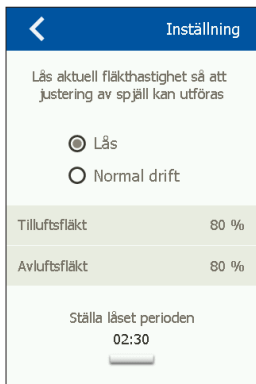 Inställning
Lås aktuell fläkthastighet så att
justering av spjäll kan utföras
Lås
Normal drift
Tilluftsfläkt 80 %
Avluftsfläkt 80 %
Ställa låset perioden
02:30